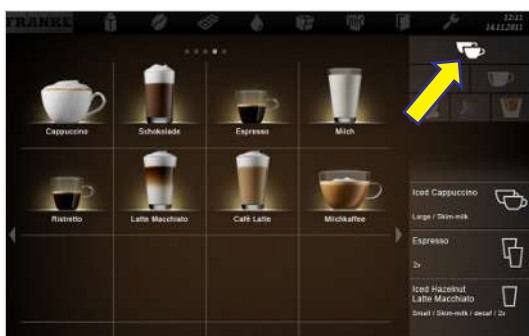 FRANKE
12:11
14.11.2011
Cappuccino
Schokolade
Espresso
Milch
Ristretto
Latte Macchiato
Café Latte
Milchkaffee
Iced Cappuccino
Large / Skim-milk
Espresso
2x
Iced Hazelnut
Latte Macchiato
Small / Skim-milk / decaf / 2x